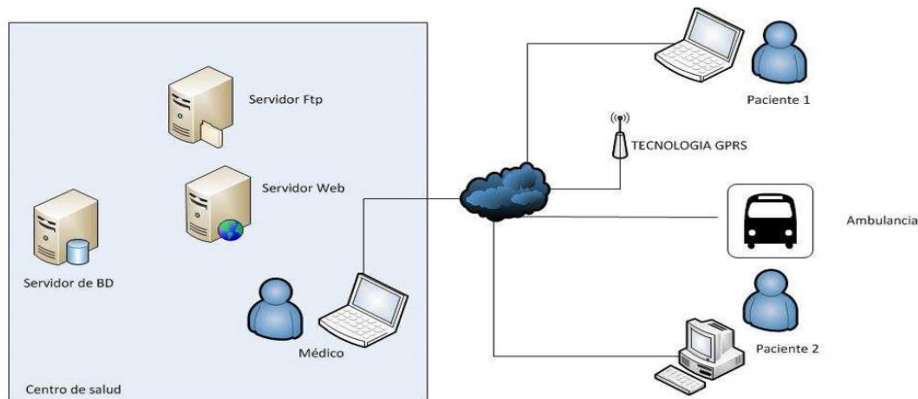 Servidor Ftp
Servidor Web
Servidor de BD
Médico
Centro de salud
Paciente 1
TECNOLOGIA GPRS
Ambulancia
Paciente 2